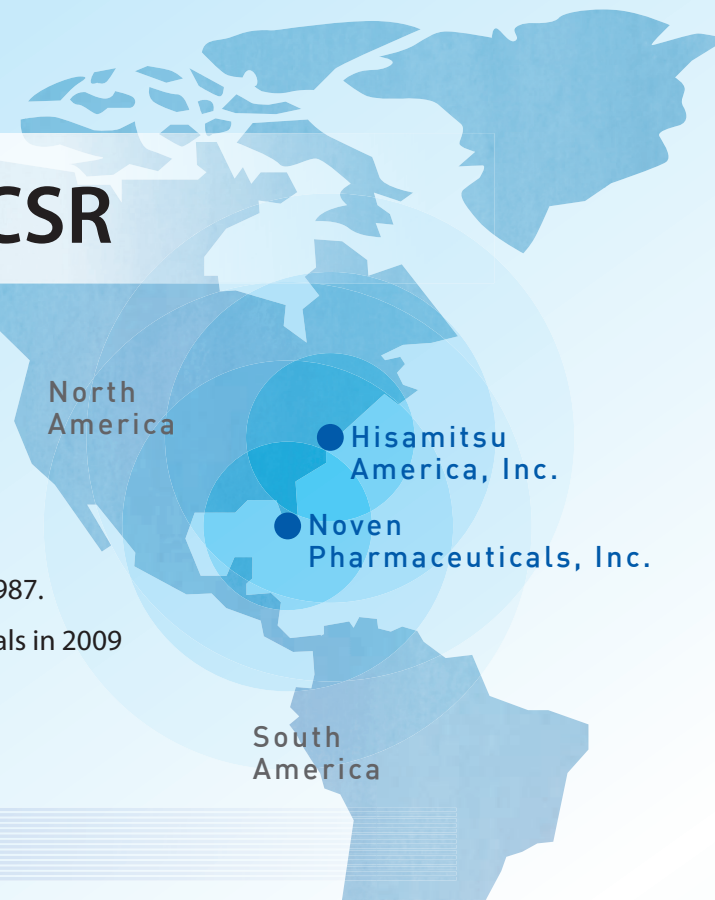 CSR
North
America
Hisamitsu
America, Inc.
Noven
Pharmaceuticals, Inc.
987.
als in 2009
South
America